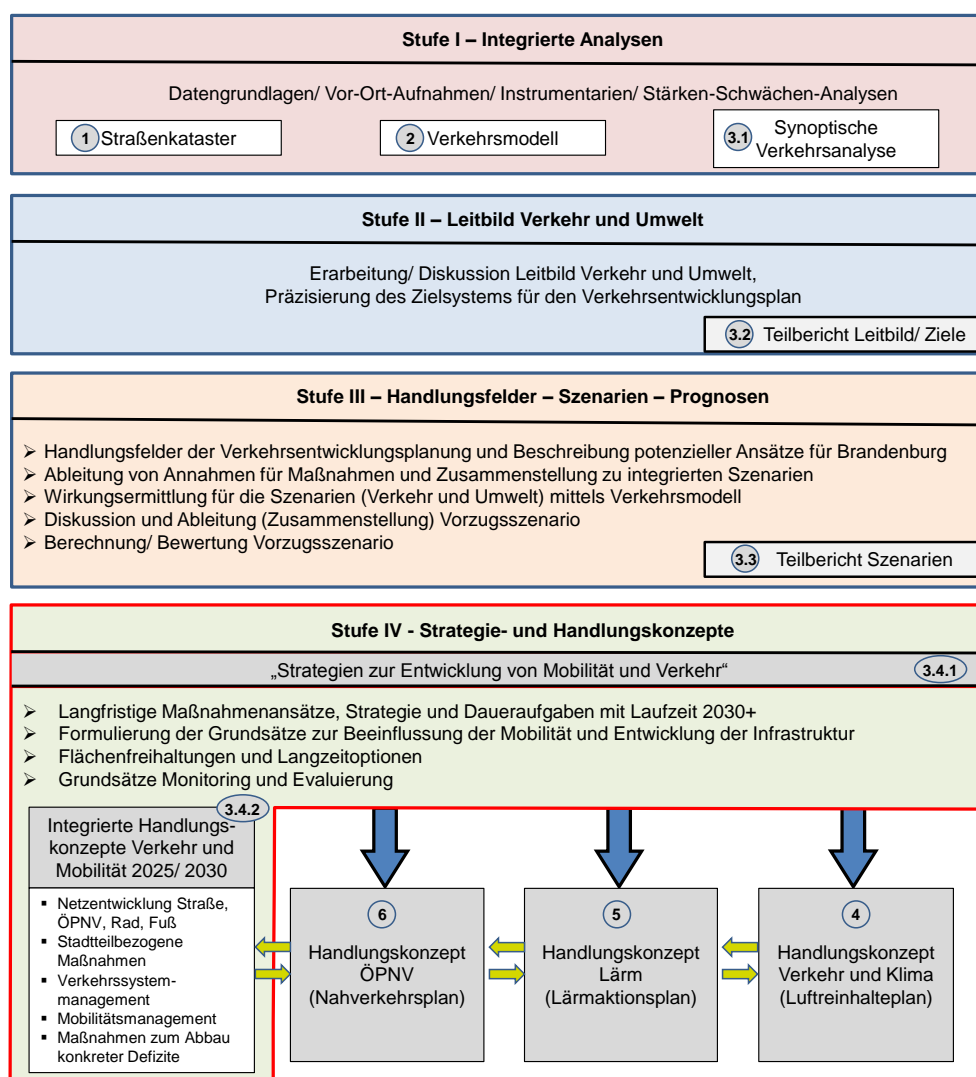 Stufe I – Integrierte Analysen
Datengrundlagen/ Vor-Ort-Aufnahmen/ Instrumentarien/ Stärken-Schwächen-Analysen
1 Straßenkataster
2 Verkehrsmodell
3.1 Synoptische
Verkehrsanalyse
Stufe II – Leitbild Verkehr und Umwelt
Erarbeitung/ Diskussion Leitbild Verkehr und Umwelt,
Präzisierung des Zielsystems für den Verkehrsentwicklungsplan
3.2 Teilbericht Leitbild/ Ziele
Stufe III – Handlungsfelder – Szenarien – Prognosen
➢ Handlungsfelder der Verkehrsentwicklungsplanung und Beschreibung potenzieller Ansätze für Brandenburg
➢ Ableitung von Annahmen für Maßnahmen und Zusammenstellung zu integrierten Szenarien
➢ Wirkungsermittlung für die Szenarien (Verkehr und Umwelt) mittels Verkehrsmodell
➢ Diskussion und Ableitung (Zusammenstellung) Vorzugsszenario
➢ Berechnung/ Bewertung Vorzugsszenario
3.3 Teilbericht Szenarien
Stufe IV - Strategie- und Handlungskonzepte
„Strategien zur Entwicklung von Mobilität und Verkehr“ 3.4.1
➢ Langfristige Maßnahmenansätze, Strategie und Daueraufgaben mit Laufzeit 2030+
➢ Formulierung der Grundsätze zur Beeinflussung der Mobilität und Entwicklung der Infrastruktur
➢ Flächenfreihaltungen und Langzeitoptionen
➢ Grundsätze Monitoring und Evaluierung
3.4.2
Integrierte Handlungs-
konzepte Verkehr und
Mobilität 2025/ 2030
▪ Netzentwicklung Straße,
ÖPNV, Rad, Fuß
▪ Stadtteilbezogene
Maßnahmen
▪ Verkehrssystem-
management
▪ Mobilitätsmanagement
▪ Maßnahmen zum Abbau
konkreter Defizite
6
Handlungskonzept
ÖPNV
(Nahverkehrsplan)
5
Handlungskonzept
Lärm
(Lärmaktionsplan)
4
Handlungskonzept
Verkehr und Klima
(Luftreinhalteplan)